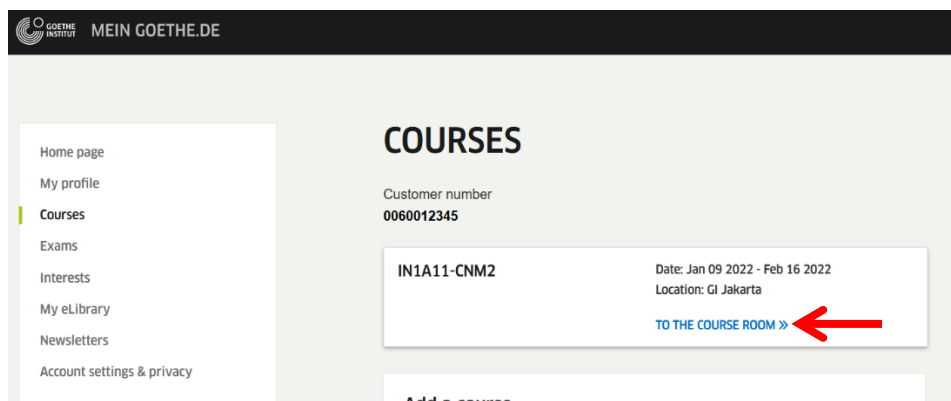 GOETHE
INSTITUT
MEIN GOETHE.DE
Home page
My profile
Courses
Exams
Interests
My eLibrary
Newsletters
Account settings & privacy
COURSES
Customer number
0060012345
IN1A11-CNM2
Date: Jan 09 2022 - Feb 16 2022
Location: GI Jakarta
TO THE COURSE ROOM »
Add a course